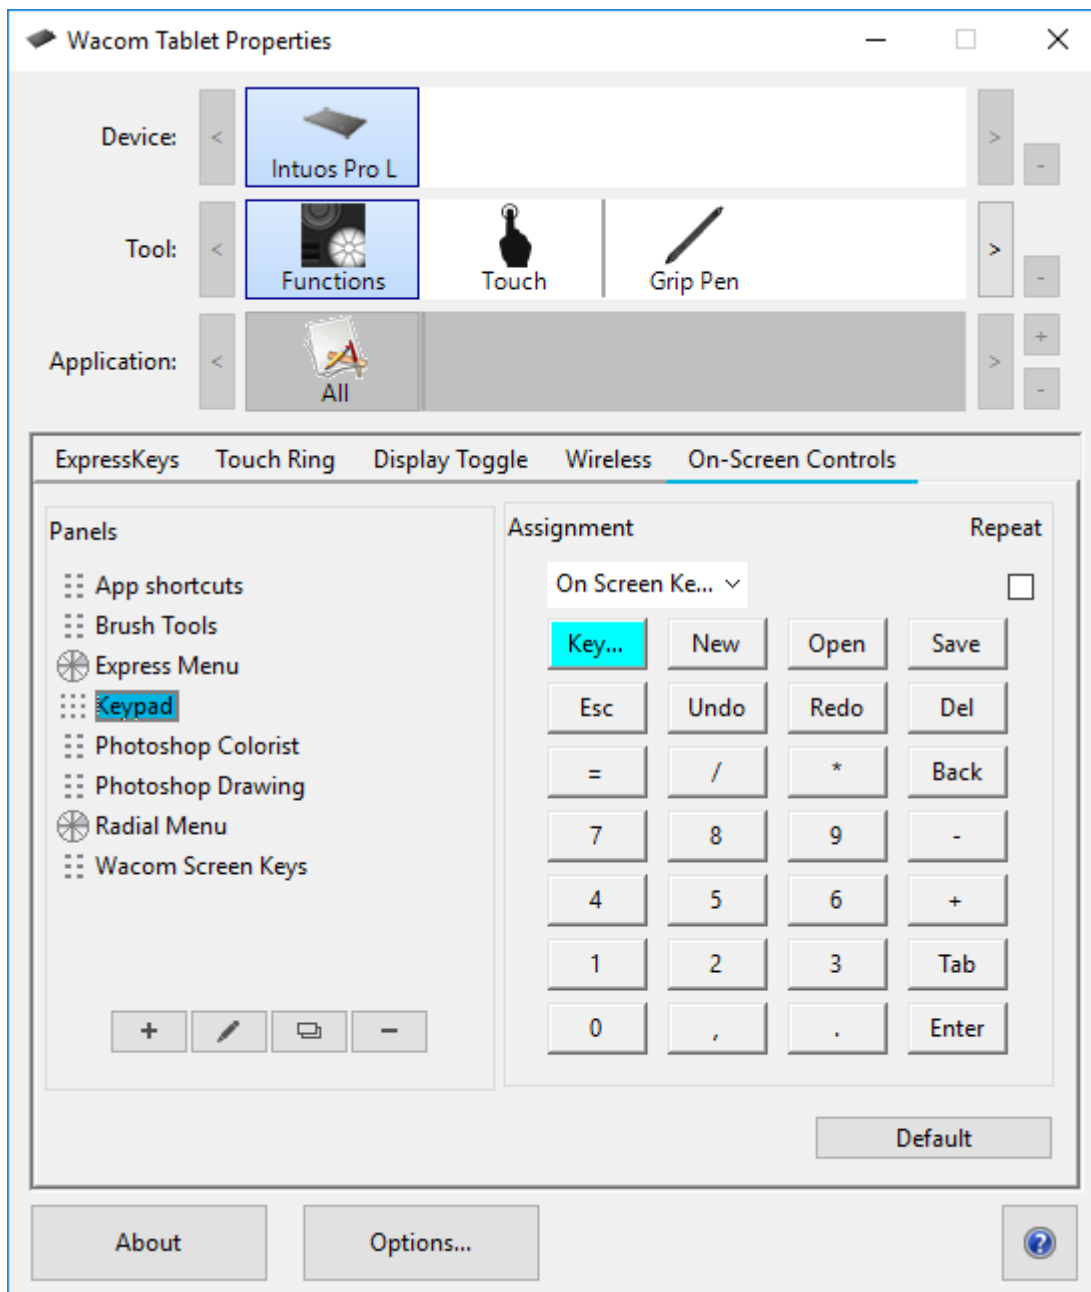 Wacom Tablet Properties
Device:
<
Intuos Pro L
>
-
Tool:
<
Functions
Touch
Grip Pen
>
-
Application:
<
All
>
+
-
ExpressKeys Touch Ring Display Toggle Wireless On-Screen Controls
Panels
App shortcuts
Brush Tools
Express Menu
Keypad
Photoshop Colorist
Photoshop Drawing
Radial Menu
Wacom Screen Keys
+ -
Assignment Repeat
On Screen Ke...
Key... New Open Save
Esc Undo Redo Del
= / * Back
7 8 9 -
4 5 6 +
1 2 3 Tab
0 , . Enter
Default
About Options... ?